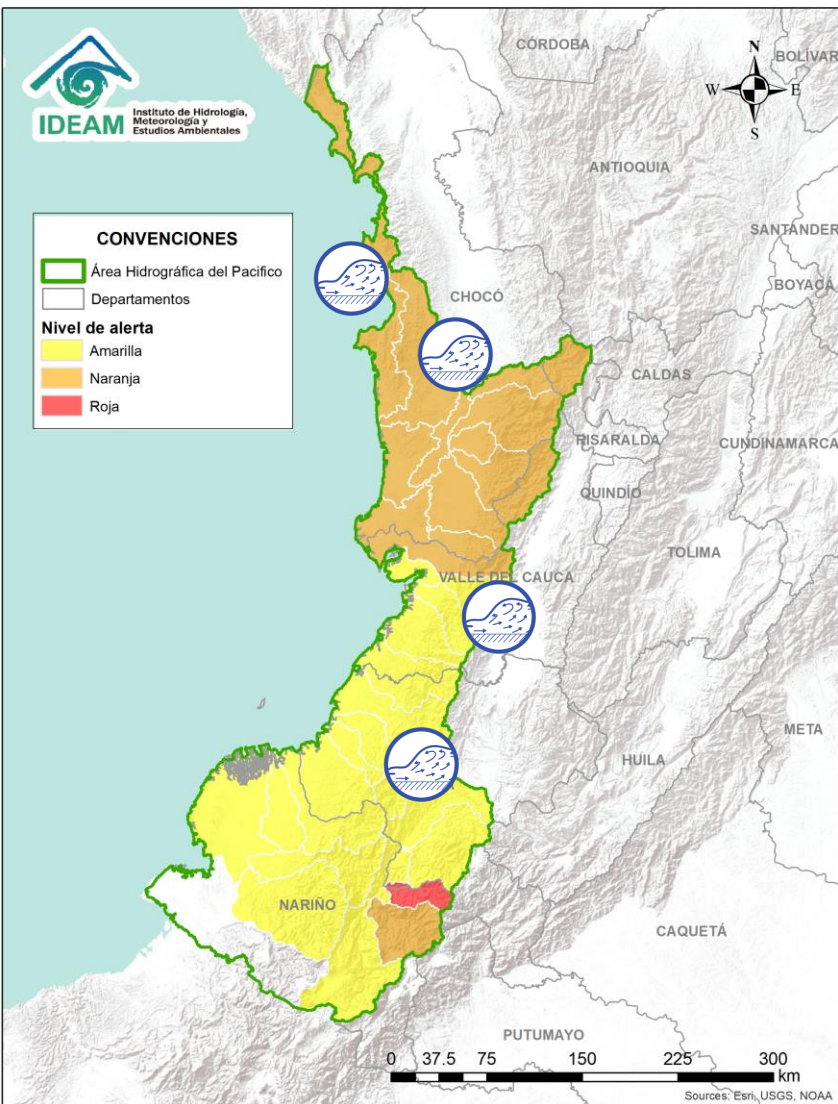 IDEAM
Instituto de Hidrología,
Meteorología y
Estudios Ambientales
CÓRDOBA
BOLÍVAR
N
W
E
S
ANTIOQUIA
SANTANDER
BOYACÁ
CONVENCIONES
Área Hidrográfica del Pacifico
Departamentos
Nivel de alerta
Amarilla
Naranja
Roja
CHOCÓ
CALDAS
RISARALDA
CUNDINAMARCA
QUINDÍO
TOLIMA
VALLE DEL CAUCA
META
HUILA
NARIÑO
CAQUETÁ
PUTUMAYO
0 37.5 75 150 225 300
km
Sources: Esri, USGS, NOAA